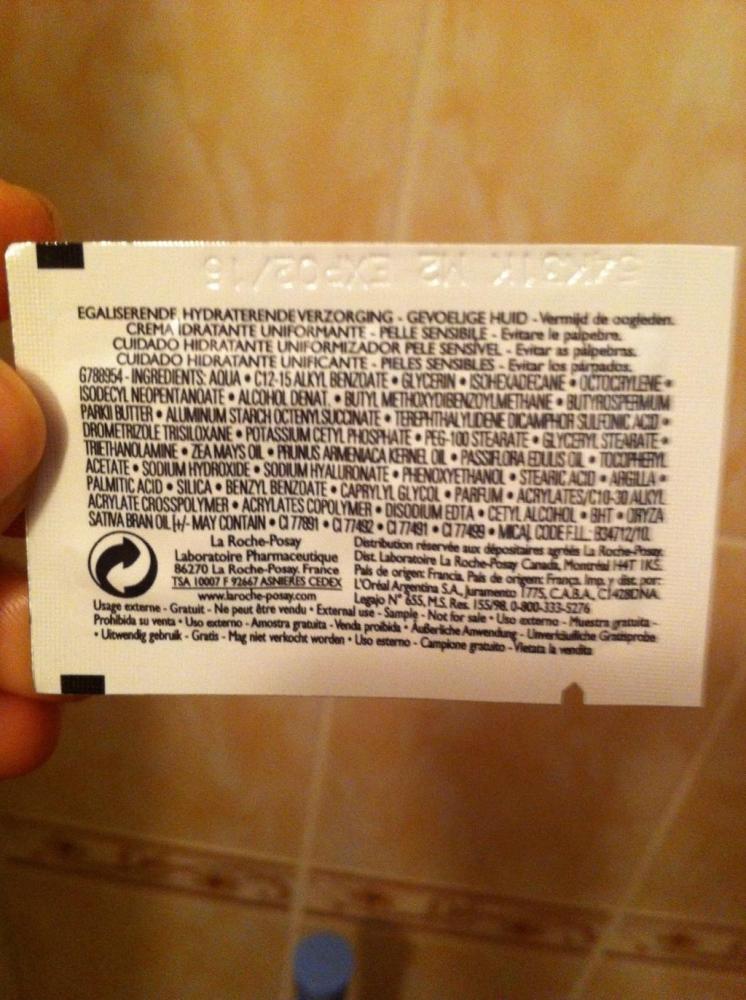 54K31K N2 EXP02/16
EGALISERENDE HYDRATERENDE VERZORGING - GEVOELIGE HUID - Vermijd de oogleden.
CREMA IDRATANTE UNIFORMANTE - PELLE SENSIBILE - Evitare le palpebre.
CUIDADO HIDRATANTE UNIFORMIZADOR PELE SENSÍVEL - Evitar as pálpebras.
CUIDADO HIDRATANTE UNIFICANTE - PIELES SENSIBLES - Evitar los párpados.
G788954 - INGREDIENTS: AQUA • C12-15 ALKYL BENZOATE • GLYCERIN • ISOHEXADECANE • OCTOCRYLENE •
ISODECYL NEOPENTANOATE • ALCOHOL DENAT. • BUTYL METHOXYDIBENZOYLMETHANE • BUTYROSPERMUM
PARKII BUTTER • ALUMINUM STARCH OCTENYLSUCCINATE • TEREPHTHALYLIDENE DICAMPHOR SULFONIC ACID •
DROMETRIZOLE TRISILOXANE • POTASSIUM CETYL PHOSPHATE • PEG-100 STEARATE • GLYCERYL STEARATE •
TRIETHANOLAMINE • ZEA MAYS OIL • PRUNUS ARMENIACA KERNEL OIL • PASSIFLORA EDULIS OIL • TOCOPHERYL
ACETATE • SODIUM HYDROXIDE • SODIUM HYALURONATE • PHENOXYETHANOL • STEARIC ACID • ARGILLA •
PALMITIC ACID • SILICA • BENZYL BENZOATE • CAPRYLYL GLYCOL • PARFUM • ACRYLATES/C10-30 ALKYL
ACRYLATE CROSSPOLYMER • ACRYLATES COPOLYMER • DISODIUM EDTA • CETYL ALCOHOL • BHT • ORYZA
SATIVA BRAN OIL [+/- MAY CONTAIN • CI 77891 • CI 77492 • CI 77491 • CI 77499 • MICA]. CODE F.I.L.: B34712/10.
La Roche-Posay
Laboratoire Pharmaceutique
86270 La Roche-Posay. France
TSA 10007 F 92667 ASNIERES CEDEX
www.laroche-posay.com
Distribution réservée aux dépositaires agréés La Roche-Posay.
Dist. Laboratoire La Roche-Posay Canada, Montréal H4T 1K5.
País de origen: Francia. País de origem: França. Imp. y dist. por:
L'Oréal Argentina S.A., Juramento 1775, C.A.B.A., C1428DNA.
Legajo N° 655, M.S. Res. 155/98. 0-800-333-5276
Usage externe - Gratuit - Ne peut être vendu • External use - Sample - Not for sale • Uso externo - Muestra gratuita -
Prohibida su venta • Uso externo - Amostra gratuita - Venda proibida • Äußerliche Anwendung - Unverkäufliche Gratisprobe
• Uitwendig gebruik - Gratis - Mag niet verkocht worden • Uso esterno - Campione gratuito - Vietata la vendita